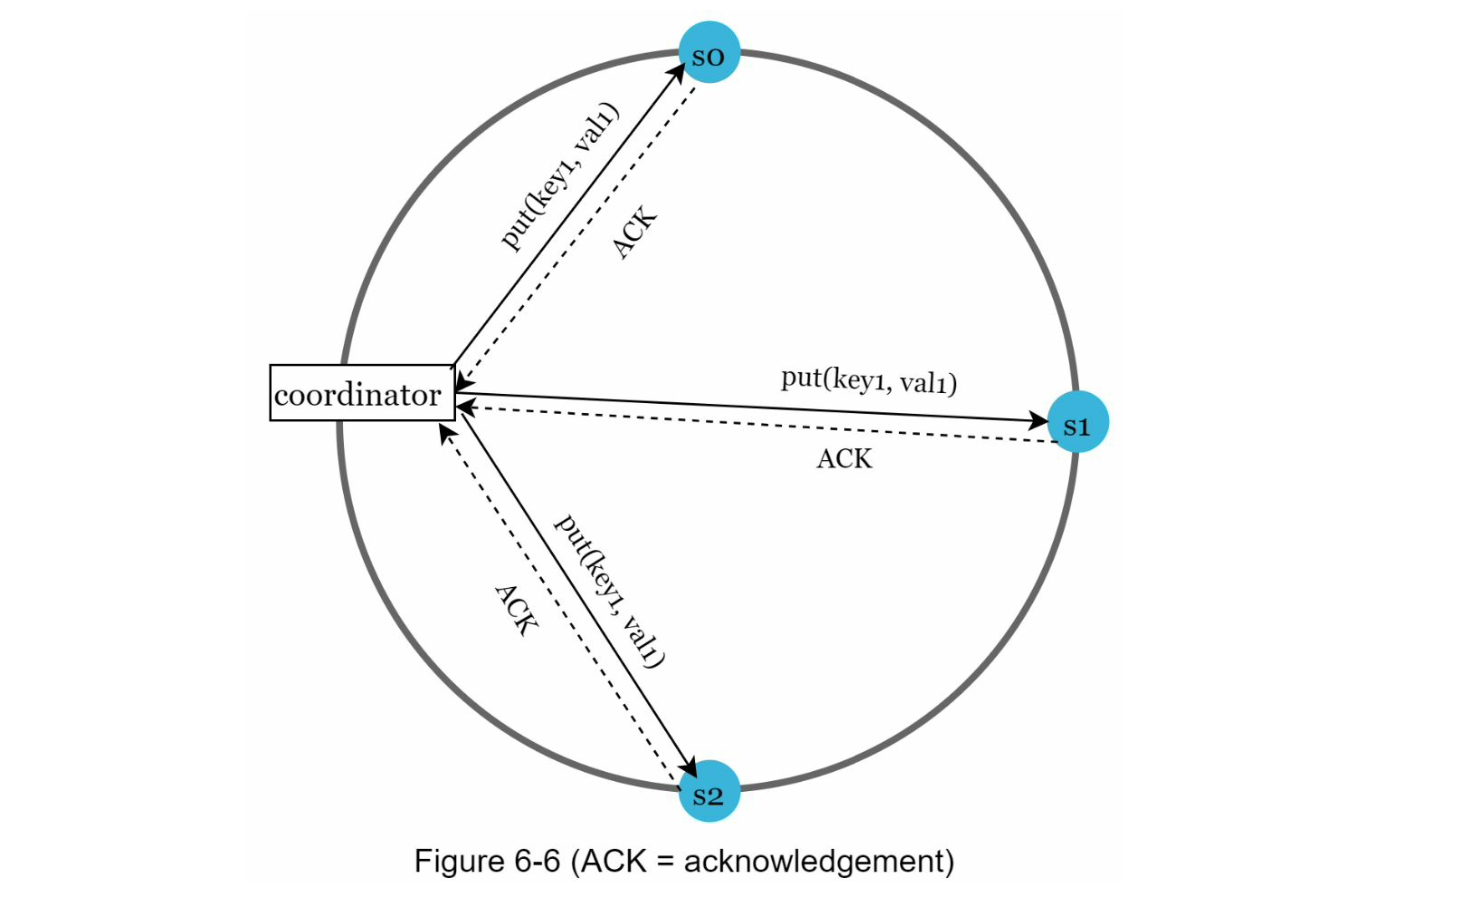 s0
put(key1, val1)
ACK
put(key1, val1)
coordinator
s1
ACK
put(key1, val1)
ACK
s2
Figure 6-6 (ACK = acknowledgement)